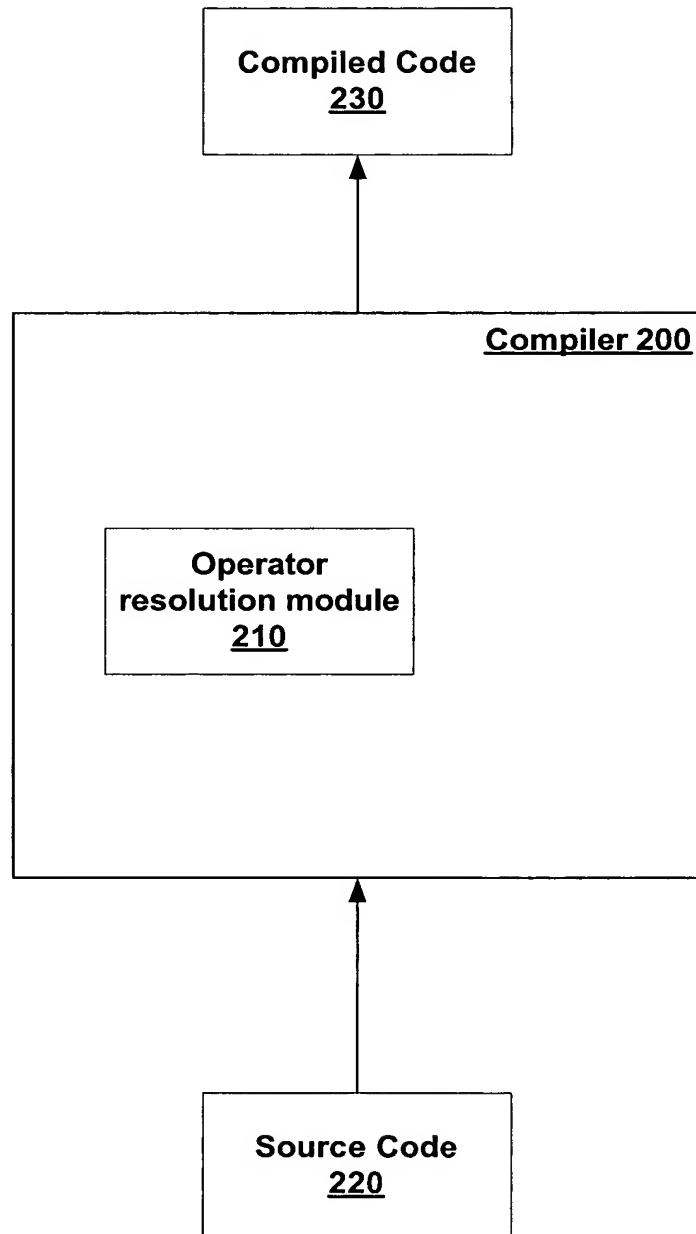 Compiled Code
230
Compiler 200
Operator
resolution module
210
Source Code
220